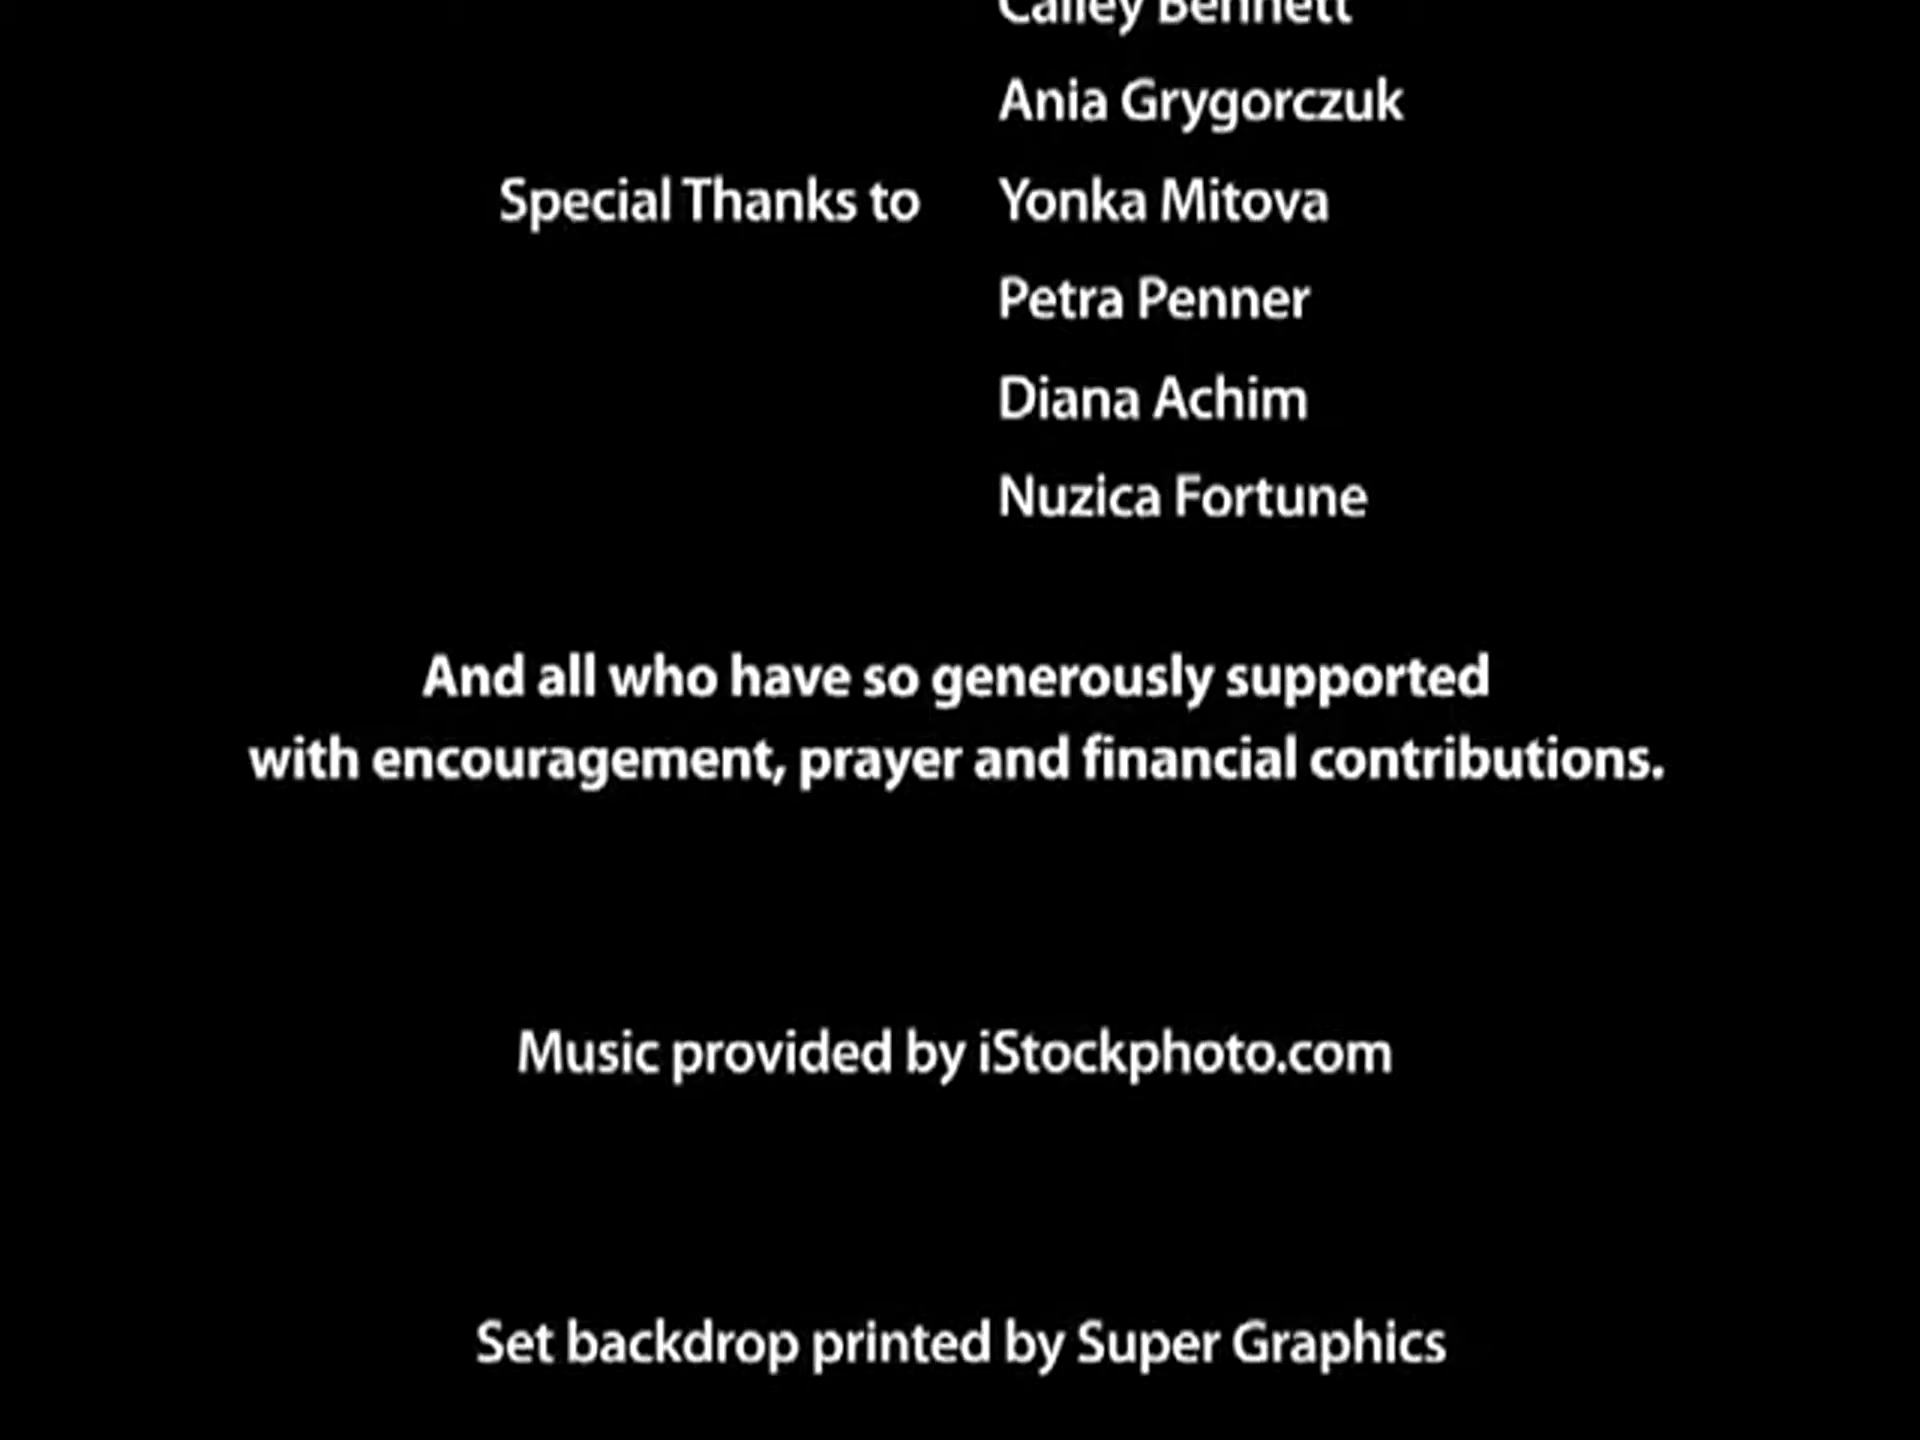 Bennett
Ania Grygorczuk
Special Thanks to Yonka Mitova
Petra Penner
Diana Achim
Nuzica Fortune
And all who have so generously supported
with encouragement, prayer and financial contributions.
Music provided by iStockphoto.com
Set backdrop printed by Super Graphics